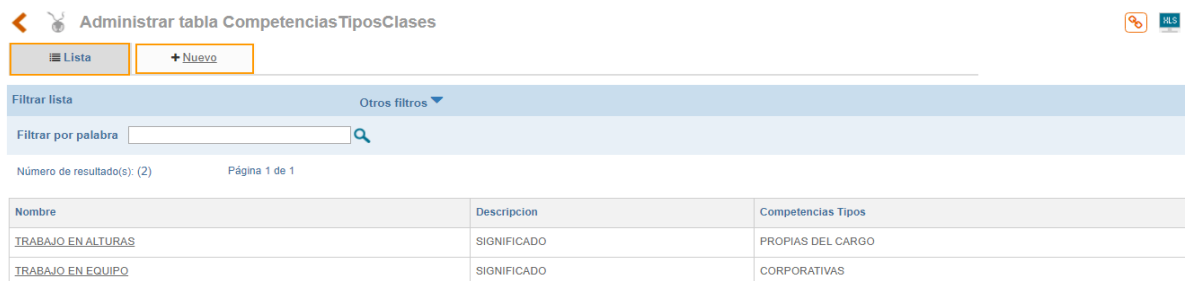 Administrar tabla CompetenciasTiposClases
XLS
Lista
+ Nuevo
Filtrar lista Otros filtros
Filtrar por palabra
Número de resultado(s): (2) Página 1 de 1
Nombre Descripcion Competencias Tipos
TRABAJO EN ALTURAS SIGNIFICADO PROPIAS DEL CARGO
TRABAJO EN EQUIPO SIGNIFICADO CORPORATIVAS